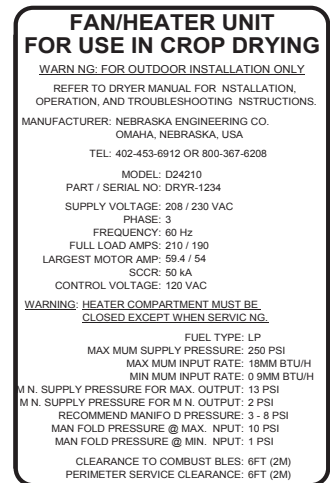 FAN/HEATER UNIT
FOR USE IN CROP DRYING
WARN NG: FOR OUTDOOR INSTALLATION ONLY
REFER TO DRYER MANUAL FOR NSTALLATION,
OPERATION, AND TROUBLESHOOTING NSTRUCTIONS.
MANUFACTURER: NEBRASKA ENGINEERING CO.
OMAHA, NEBRASKA, USA
TEL: 402-453-6912 OR 800-367-6208
MODEL: D24210
PART / SERIAL NO: DRYR-1234
SUPPLY VOLTAGE: 208 / 230 VAC
PHASE: 3
FREQUENCY: 60 Hz
FULL LOAD AMPS: 210 / 190
LARGEST MOTOR AMP: 59.4 / 54
SCCR: 50 kA
CONTROL VOLTAGE: 120 VAC
WARNING: HEATER COMPARTMENT MUST BE
CLOSED EXCEPT WHEN SERVIC NG.
FUEL TYPE: LP
MAX MUM SUPPLY PRESSURE: 250 PSI
MAX MUM INPUT RATE: 18MM BTU/H
MIN MUM INPUT RATE: 0 9MM BTU/H
M N. SUPPLY PRESSURE FOR MAX. OUTPUT: 13 PSI
M N. SUPPLY PRESSURE FOR M N. OUTPUT: 2 PSI
RECOMMEND MANIFO D PRESSURE: 3 - 8 PSI
MAN FOLD PRESSURE @ MAX. NPUT: 10 PSI
MAN FOLD PRESSURE @ MIN. NPUT: 1 PSI
CLEARANCE TO COMBUST BLES: 6FT (2M)
PERIMETER SERVICE CLEARANCE: 6FT (2M)